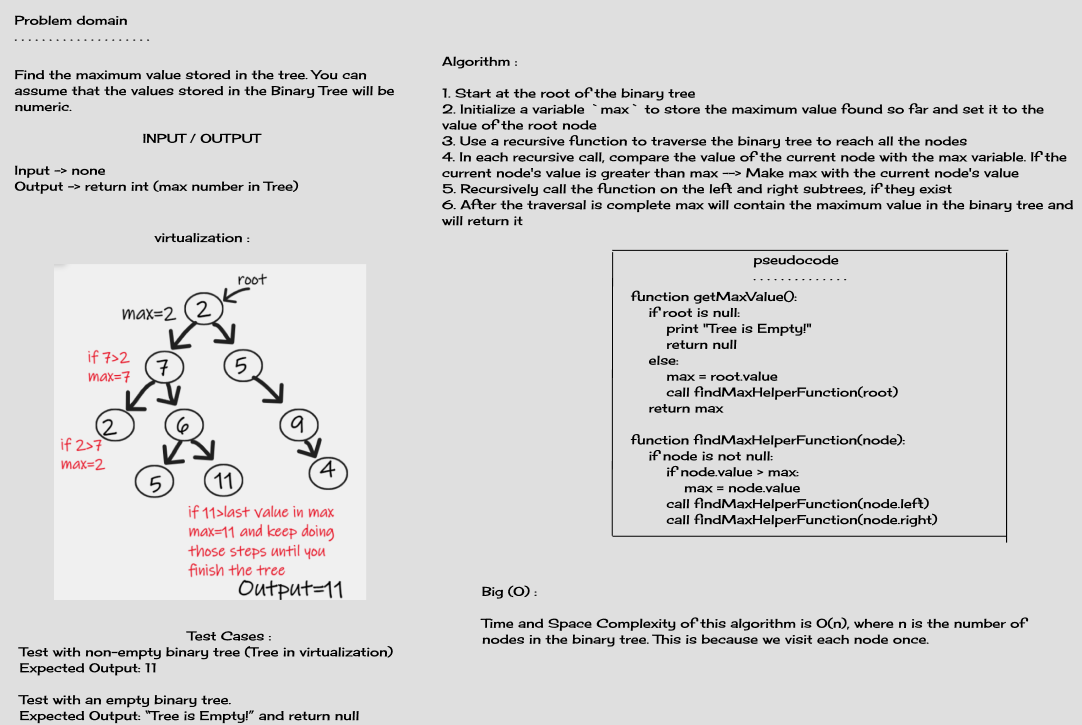 Problem domain
. . . . . . . . . . . . . . . . . . . .
Find the maximum value stored in the tree. You can
assume that the values stored in the Binary Tree will be
numeric.
INPUT / OUTPUT
Input -> none
Output -> return int (max number in Tree)
virtualization :
root
max=2
2
if 7>2
max=7
7
5
2
6
9
if 2>7
max=2
5
11
4
if 11>last value in max
max=11 and keep doing
those steps until you
finish the tree
Output=11
Test Cases :
Test with non-empty binary tree (Tree in virtualization)
Expected Output: 11
Test with an empty binary tree.
Expected Output: "Tree is Empty!" and return null
Algorithm :
1. Start at the root of the binary tree
2. Initialize a variable `max` to store the maximum value found so far and set it to the
value of the root node
3. Use a recursive function to traverse the binary tree to reach all the nodes
4. In each recursive call, compare the value of the current node with the max variable. If the
current node's value is greater than max --> Make max with the current node's value
5. Recursively call the function on the left and right subtrees, if they exist
6. After the traversal is complete max will contain the maximum value in the binary tree and
will return it
pseudocode
. . . . . . . . . . . . . .
function getMaxValue():
if root is null:
print "Tree is Empty!"
return null
else:
max = root.value
call findMaxHelperFunction(root)
return max
function findMaxHelperFunction(node):
if node is not null:
if node.value > max:
max = node.value
call findMaxHelperFunction(node.left)
call findMaxHelperFunction(node.right)
Big (O) :
Time and Space Complexity of this algorithm is O(n), where n is the number of
nodes in the binary tree. This is because we visit each node once.